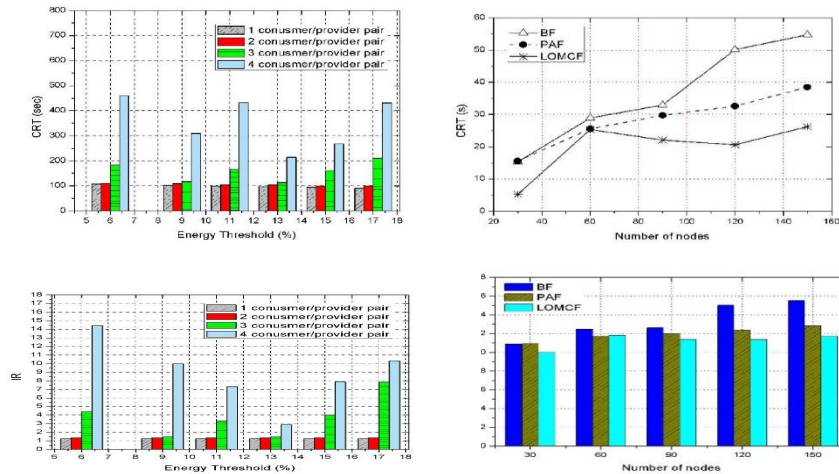 800
700
600
500
400
300
200
100
0
CRT (sec)
1 conusmer/provider pair
2 conusmer/provider pair
3 conusmer/provider pair
4 conusmer/provider pair
5 6 7 8 9 10 11 12 13 14 15 16 17 18
Energy Threshold (%)
60
50
40
30
20
10
0
CRT (s)
BF
PAF
LOMCF
20 40 60 80 100 120 140 160
Number of nodes
18
17
16
15
14
13
12
11
10
9
8
7
6
5
4
3
2
1
IR
1 conusmer/provider pair
2 conusmer/provider pair
3 conusmer/provider pair
4 conusmer/provider pair
5 6 7 8 9 10 11 12 13 14 15 16 17 18
Energy Threshold (%)
8
6
4
2
0
8
6
4
2
BF
PAF
LOMCF
30 60 90 120 150
Number of nodes